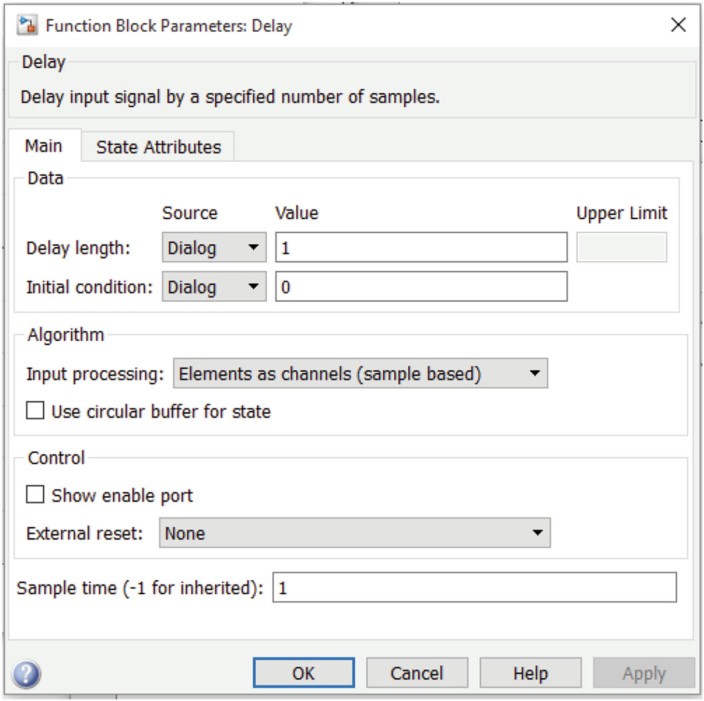 Function Block Parameters: Delay
Delay
Delay input signal by a specified number of samples.
Main State Attributes
Data
Source Value Upper Limit
Delay length: Dialog 1
Initial condition: Dialog 0
Algorithm
Input processing: Elements as channels (sample based)
Use circular buffer for state
Control
Show enable port
External reset: None
Sample time (-1 for inherited): 1
? OK Cancel Help Apply